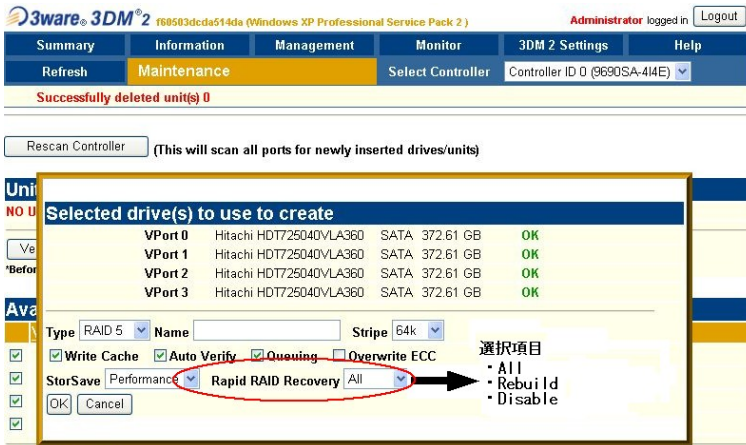 3ware® 3DM®2 f60503dcda514da (Windows XP Professional Service Pack 2) Administrator logged in Logout
Summary Information Management Monitor 3DM 2 Settings Help
Refresh Maintenance Select Controller Controller ID 0 (9690SA-4I4E)
Successfully deleted unit(s) 0
Rescan Controller (This will scan all ports for newly inserted drives/units)
Uni
NO U
Selected drive(s) to use to create
VPort 0 Hitachi HDT725040VLA360 SATA 372.61 GB OK
Ve
VPort 1 Hitachi HDT725040VLA360 SATA 372.61 GB OK
*Befor
VPort 2 Hitachi HDT725040VLA360 SATA 372.61 GB OK
VPort 3 Hitachi HDT725040VLA360 SATA 372.61 GB OK
Ava
Type RAID 5 Name Stripe 64k
Write Cache Auto Verify Queuing Overwrite ECC
StorSave Performance Rapid RAID Recovery All
OK Cancel
選択項目
・All
・Rebuild
・Disable